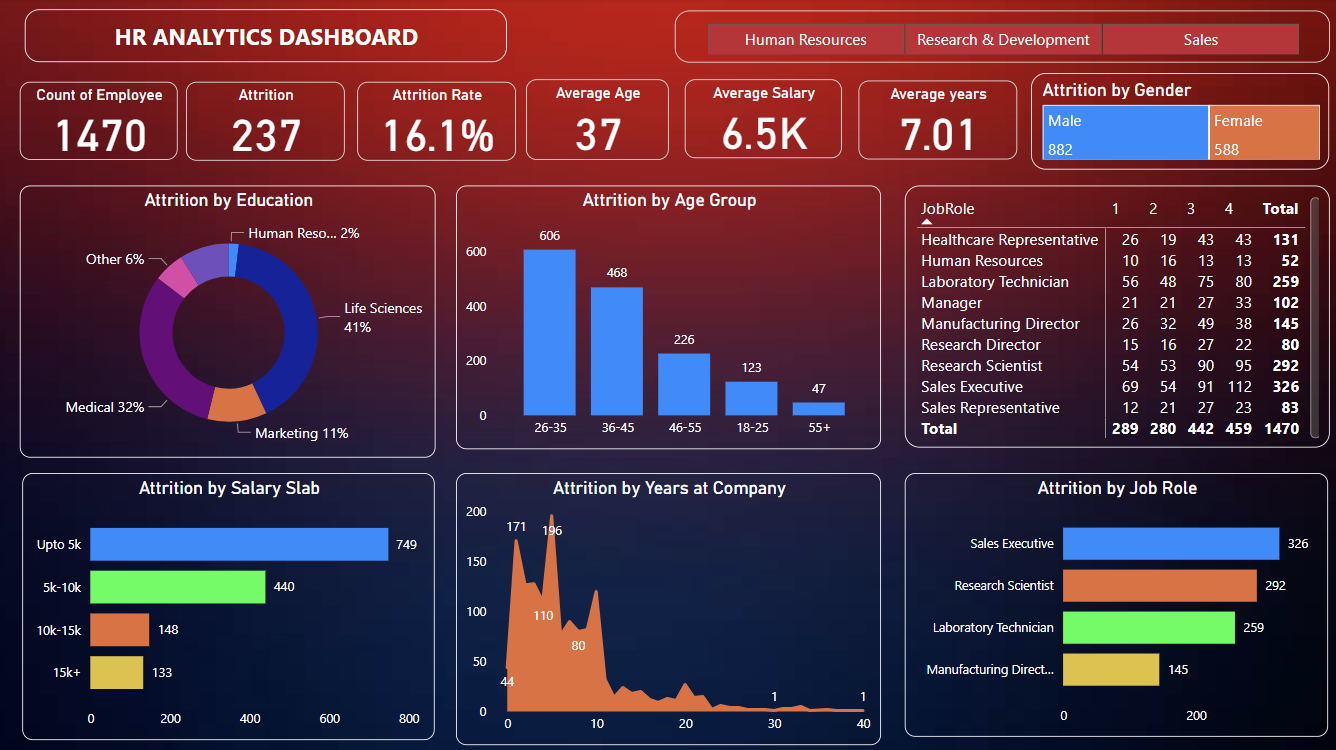 HR ANALYTICS DASHBOARD
Human Resources Research & Development Sales
Count of Employee
1470
Attrition
237
Attrition Rate
16.1%
Average Age
37
Average Salary
6.5K
Average years
7.01
Attrition by Gender
Male
882
Female
588
Attrition by Education
Human Reso... 2%
Other 6%
Life Sciences
41%
Medical 32%
Marketing 11%
Attrition by Age Group
600
400
200
0
606
468
226
123
47
26-35 36-45 46-55 18-25 55+
JobRole 1 2 3 4 Total
Healthcare Representative 26 19 43 43 131
Human Resources 10 16 13 13 52
Laboratory Technician 56 48 75 80 259
Manager 21 21 27 33 102
Manufacturing Director 26 32 49 38 145
Research Director 15 16 27 22 80
Research Scientist 54 53 90 95 292
Sales Executive 69 54 91 112 326
Sales Representative 12 21 27 23 83
Total 289 280 442 459 1470
Attrition by Salary Slab
Upto 5k 749
5k-10k 440
10k-15k 148
15k+ 133
0 200 400 600 800
Attrition by Years at Company
200
150
100
50
0
171
196
110
80
44
1
1
0 10 20 30 40
Attrition by Job Role
Sales Executive 326
Research Scientist 292
Laboratory Technician 259
Manufacturing Direct... 145
0 200